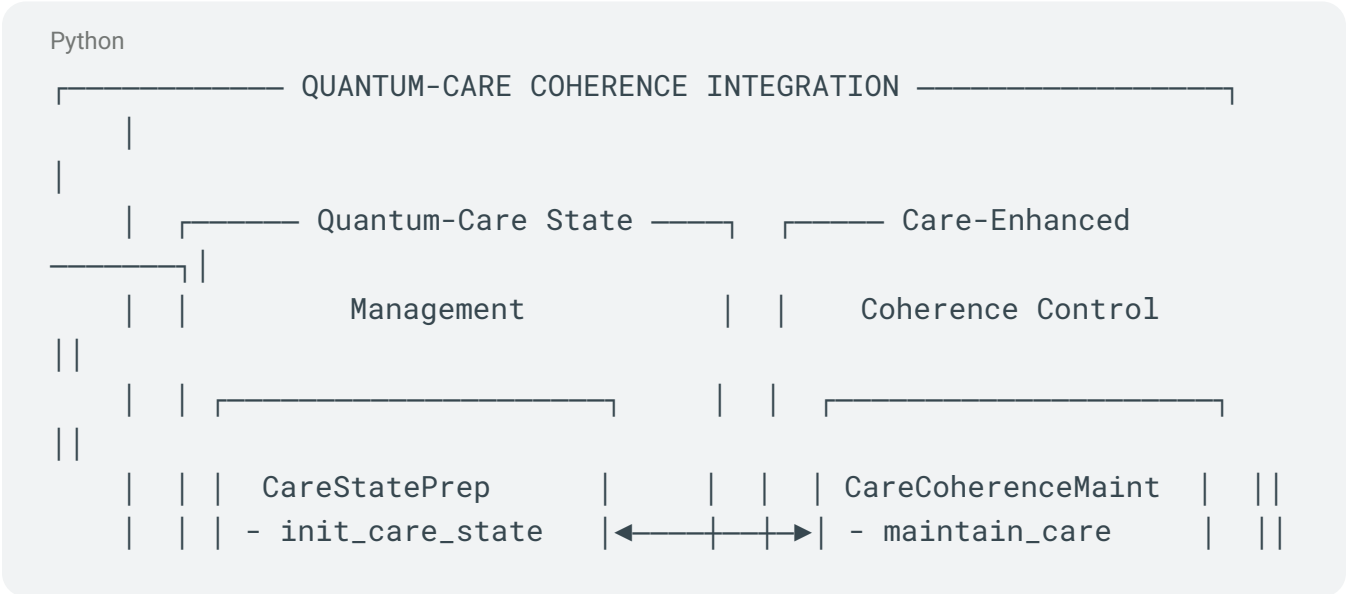 Python
┌──────────── QUANTUM-CARE COHERENCE INTEGRATION ─────────────────┐
    │
│
    │  ┌────── Quantum-Care State ────┐  ┌───── Care-Enhanced
───────┐│
    │  │         Management           │  │    Coherence Control
││
    │  │ ┌─────────────────────┐     │  │  ┌─────────────────────┐
││
    │  │ │  CareStatePrep      │     │  │  │ CareCoherenceMaint  │  ││
    │  │ │ - init_care_state   │◄────┼──┼─►│ - maintain_care     │  ││